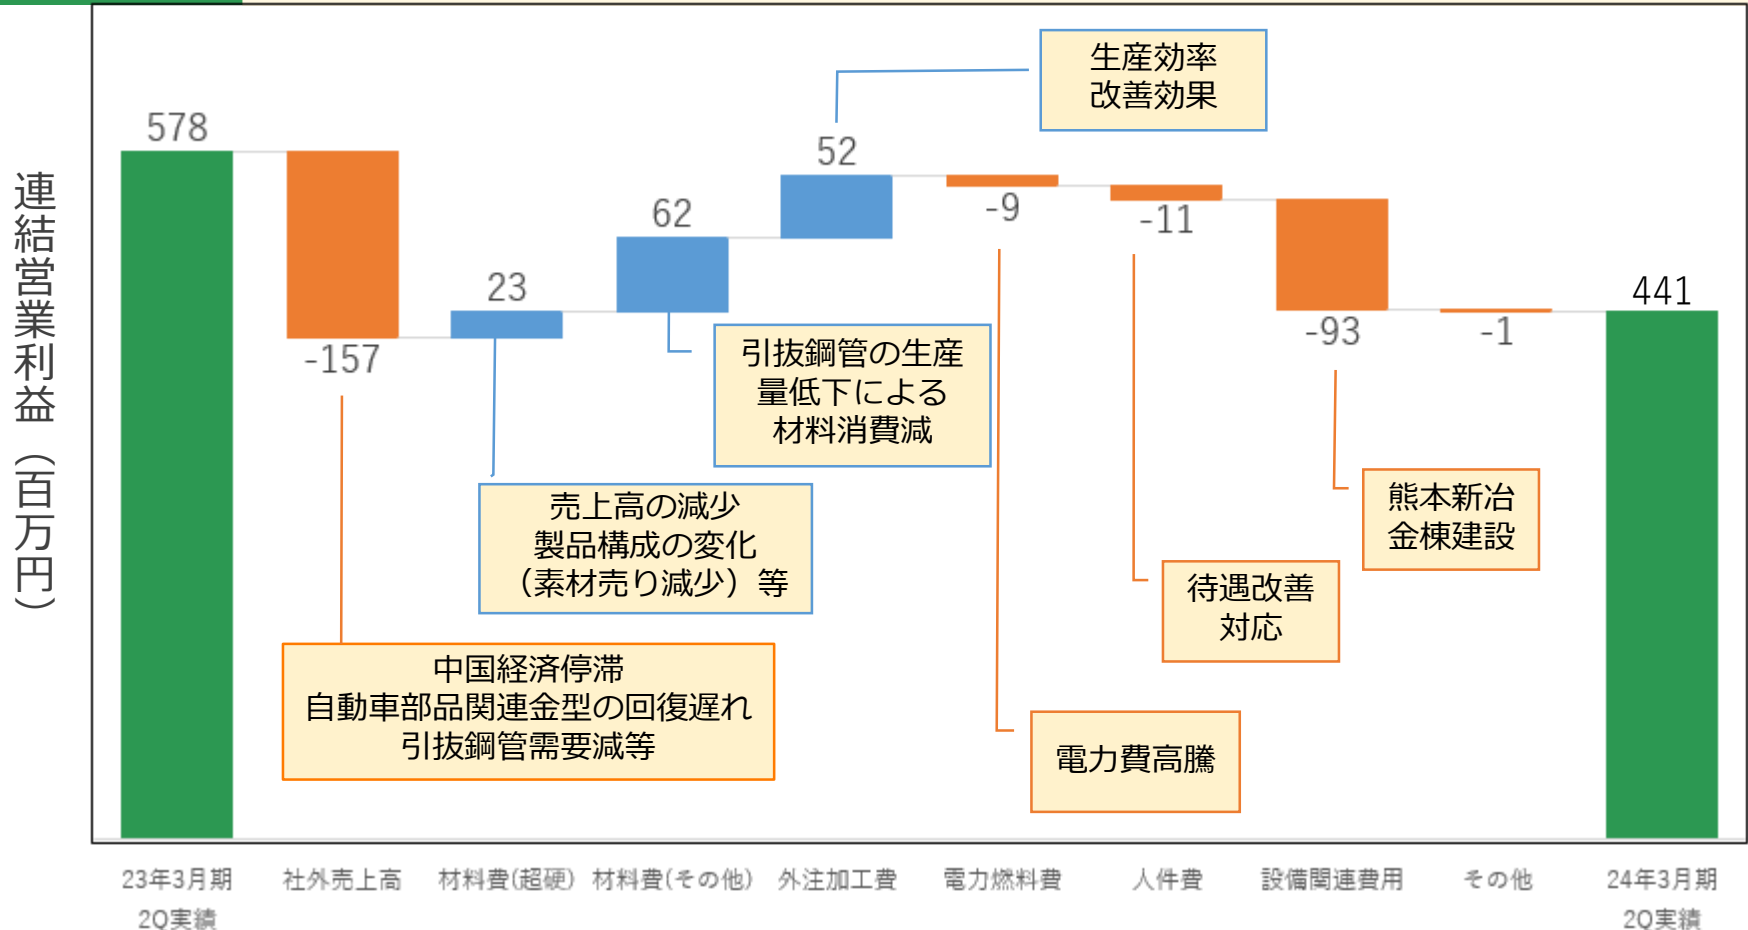 連結営業利益（百万円）
578
-157
23
62
52
-9
-11
-93
-1
441
生産効率
改善効果
引抜鋼管の生産
量低下による
材料消費減
売上高の減少
製品構成の変化
（素材売り減少）等
中国経済停滞
自動車部品関連金型の回復遅れ
引抜鋼管需要減等
電力費高騰
待遇改善
対応
熊本新冶
金棟建設
23年3月期
2Q実績
社外売上高
材料費(超硬)
材料費(その他)
外注加工費
電力燃料費
人件費
設備関連費用
その他
24年3月期
2Q実績